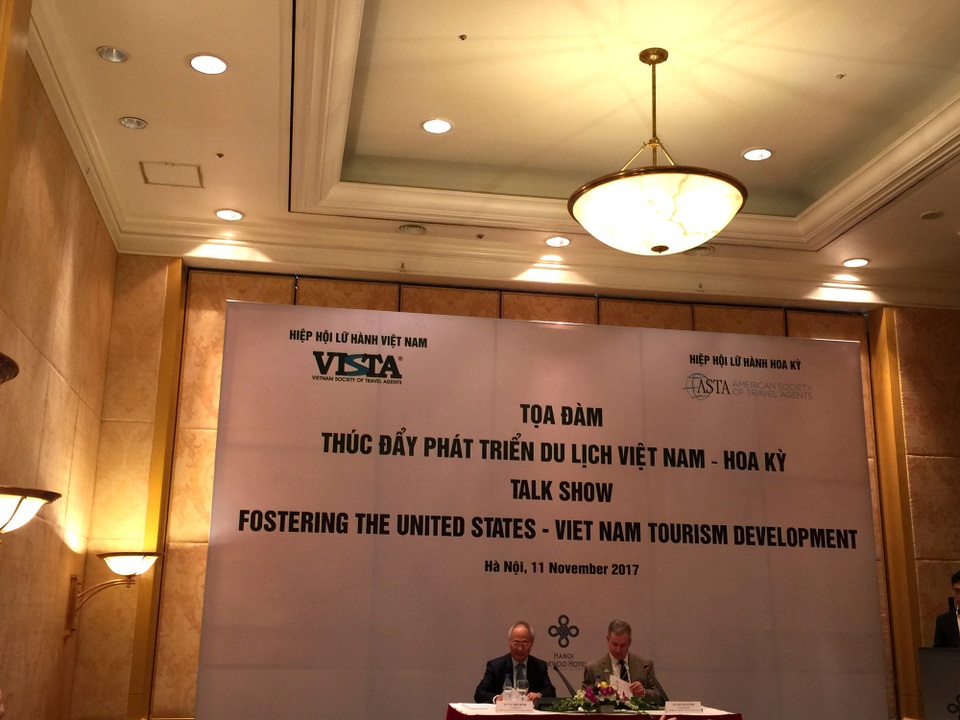 HIỆP HỘI LỮ HÀNH VIỆT NAM
VISTA®
VIETNAM SOCIETY OF TRAVEL AGENTS
HIỆP HỘI LỮ HÀNH HOA KỲ
ASTA AMERICAN SOCIETY
OF TRAVEL AGENTS
TỌA ĐÀM
THÚC ĐẨY PHÁT TRIỂN DU LỊCH VIỆT NAM - HOA KỲ
TALK SHOW
FOSTERING THE UNITED STATES - VIET NAM TOURISM DEVELOPMENT
Hà Nội, 11 November 2017
HANOI
HOTEL